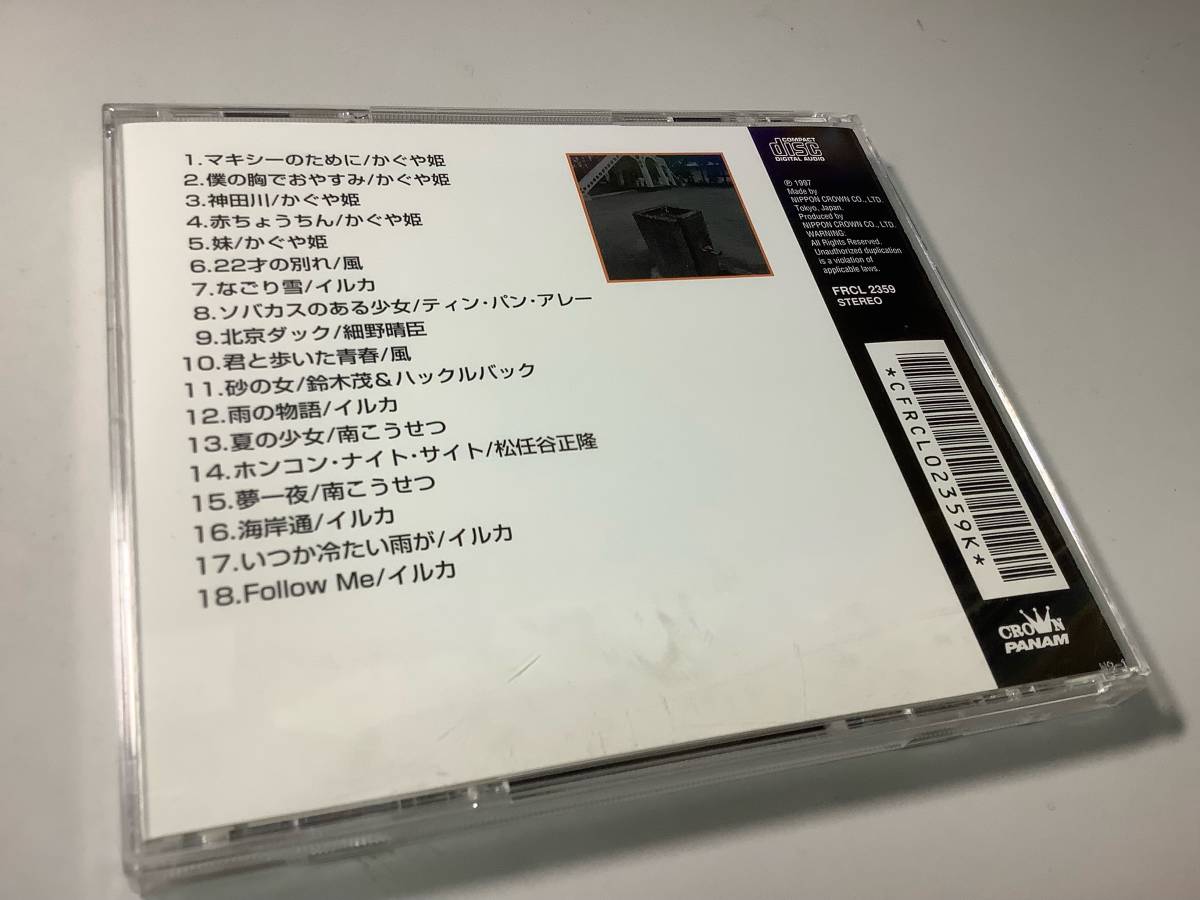 1.マキシーのために/かぐや姫
2.僕の胸でおやすみ/かぐや姫
3.神田川/かぐや姫
4.赤ちょうちん/かぐや姫
5.妹/かぐや姫
6.22才の別れ/風
7.なごり雪/イルカ
8.ソバカスのある少女/ティン・パン・アレー
9.北京ダック/細野晴臣
10.君と歩いた青春/風
11.砂の女/鈴木茂&ハックルバック
12.雨の物語/イルカ
13.夏の少女/南こうせつ
14.ホンコン・ナイト・サイト/松任谷正隆
15.夢一夜/南こうせつ
16.海岸通/イルカ
17.いつか冷たい雨が/イルカ
18.Follow Me/イルカ
COMPACT
disc
DIGITAL AUDIO
℗ 1997
Made by
NIPPON CROWN CO., LTD.
Tokyo, Japan.
Produced by
NIPPON CROWN CO., LTD.
WARNING:
All Rights Reserved.
Unauthorized duplication
is a violation of
applicable laws.
FRCL 2359
STEREO
*CFRCL02359K*
CROWN
PANAM